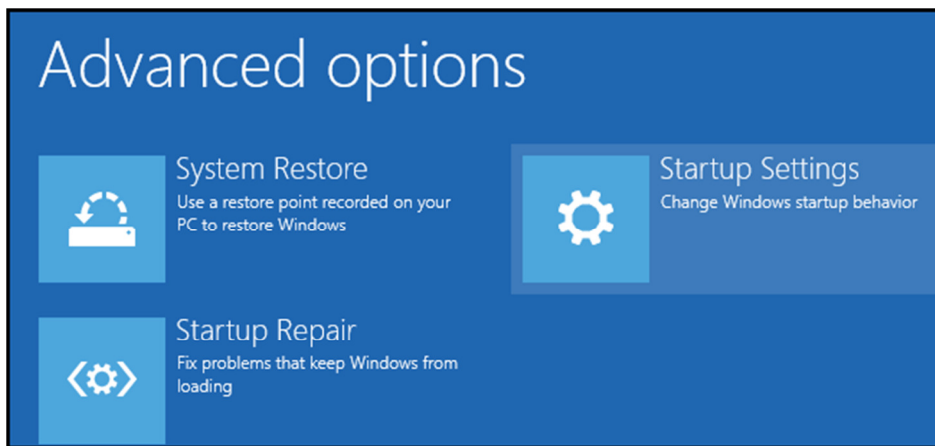 Advanced options
System Restore
Use a restore point recorded on your
PC to restore Windows
Startup Settings
Change Windows startup behavior
Startup Repair
Fix problems that keep Windows from
loading